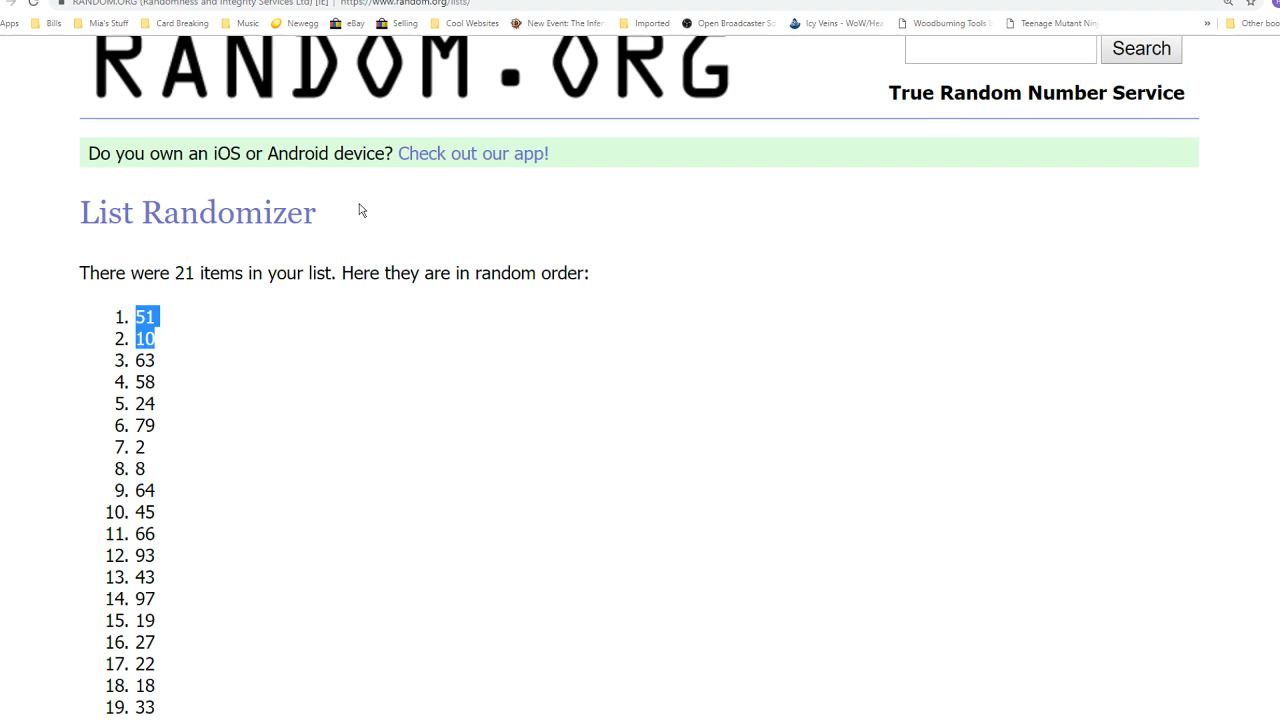 RANDOM.ORG (Randomness and Integrity Services Ltd) [IE] https://www.random.org/lists/
Apps Bills Mia's Stuff Card Breaking Music Newegg eBay Selling Cool Websites New Event: The Infer Imported Open Broadcaster So Icy Veins - WoW/Hea Woodburning Tools Teenage Mutant Nin » Other boo
RANDOM.ORG
Search
True Random Number Service
Do you own an iOS or Android device? Check out our app!
List Randomizer
There were 21 items in your list. Here they are in random order:
1. 51
2. 10
3. 63
4. 58
5. 24
6. 79
7. 2
8. 8
9. 64
10. 45
11. 66
12. 93
13. 43
14. 97
15. 19
16. 27
17. 22
18. 18
19. 33